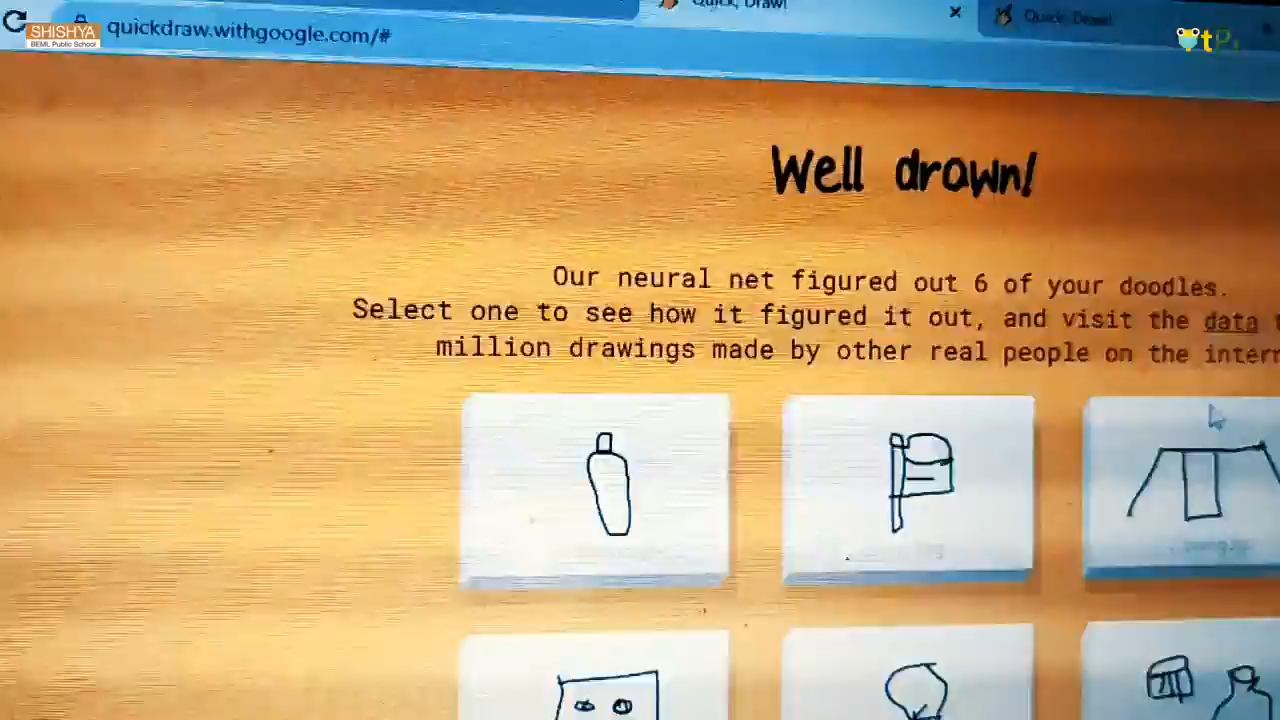 Quick, Draw!
Quick, Draw!
SHISHYA
BEML Public School
quickdraw.withgoogle.com/#
Well drawn!
Our neural net figured out 6 of your doodles.
Select one to see how it figured it out, and visit the data
million drawings made by other real people on the